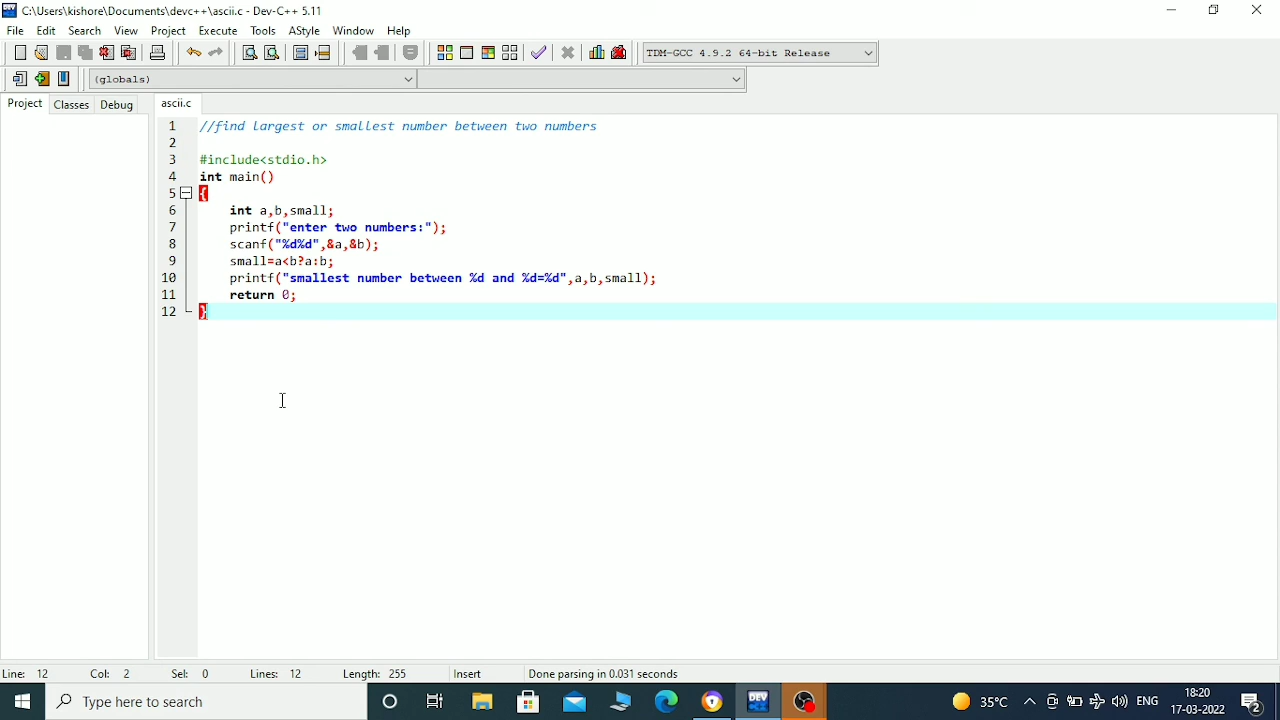 C:\Users\kishore\Documents\devc++\ascii.c - Dev-C++ 5.11
File Edit Search View Project Execute Tools AStyle Window Help
TDM-GCC 4.9.2 64-bit Release
(globals)
Project Classes Debug ascii.c
1 //find largest or smallest number between two numbers
2
3 #include<stdio.h>
4 int main()
5 {
6 int a,b,small;
7 printf("enter two numbers:");
8 scanf("%d%d",&a,&b);
9 small=a<b?a:b;
10 printf("smallest number between %d and %d=%d",a,b,small);
11 return 0;
12 }
Line: 12 Col: 2 Sel: 0 Lines: 12 Length: 255 Insert Done parsing in 0.031 seconds
Type here to search DEV 35°C ENG 18:20
17-03-2022 2